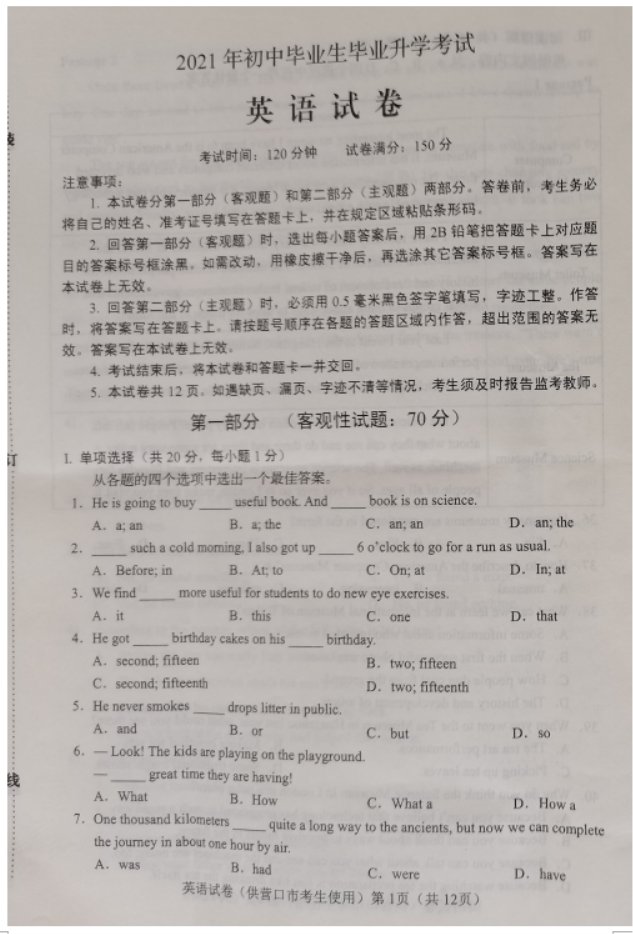 2021 年初中毕业生毕业升学考试
英 语 试 卷
考试时间：120 分钟 试卷满分：150 分
注意事项：
1. 本试卷分第一部分（客观题）和第二部分（主观题）两部分。答卷前，考生务必
将自己的姓名、准考证号填写在答题卡上，并在规定区域粘贴条形码。
2. 回答第一部分（客观题）时，选出每小题答案后，用 2B 铅笔把答题卡上对应题
目的答案标号框涂黑。如需改动，用橡皮擦干净后，再选涂其它答案标号框。答案写在
本试卷上无效。
3. 回答第二部分（主观题）时，必须用 0.5 毫米黑色签字笔填写，字迹工整。作答
时，将答案写在答题卡上。请按题号顺序在各题的答题区域内作答，超出范围的答案无
效。答案写在本试卷上无效。
4. 考试结束后，将本试卷和答题卡一并交回。
5. 本试卷共 12 页。如遇缺页、漏页、字迹不清等情况，考生须及时报告监考教师。
第一部分 （客观性试题：70 分）
I. 单项选择（共 20 分，每小题 1 分）
从各题的四个选项中选出一个最佳答案。
1. He is going to buy _____ useful book. And _____ book is on science.
A. a; an B. a; the C. an; an D. an; the
2. _____ such a cold morning, I also got up _____ 6 o'clock to go for a run as usual.
A. Before; in B. At; to C. On; at D. In; at
3. We find _____ more useful for students to do new eye exercises.
A. it B. this C. one D. that
4. He got _____ birthday cakes on his _____ birthday.
A. second; fifteen B. two; fifteen
C. second; fifteenth D. two; fifteenth
5. He never smokes _____ drops litter in public.
A. and B. or C. but D. so
6. — Look! The kids are playing on the playground.
— _____ great time they are having!
A. What B. How C. What a D. How a
7. One thousand kilometers _____ quite a long way to the ancients, but now we can complete
the journey in about one hour by air.
A. was B. had C. were D. have
英语试卷（供营口市考生使用）第 1页（共 12页）
订
线